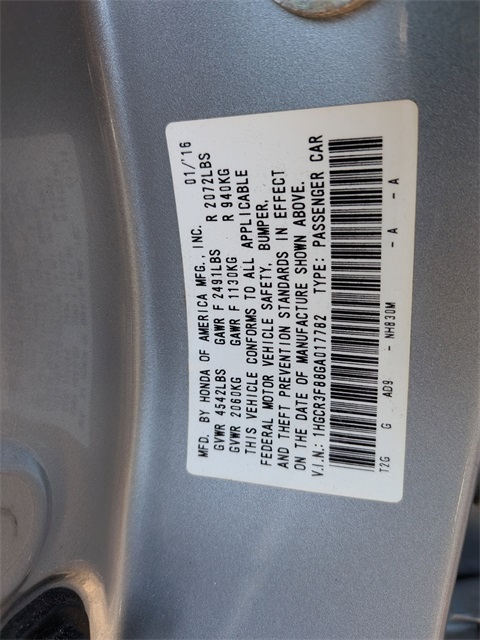 MFD. BY HONDA OF AMERICA MFG., INC. 01/'16
GVWR 4542LBS GAWR F 2491LBS R 2072LBS
GVWR 2060KG GAWR F 1130KG R 940KG
THIS VEHICLE CONFORMS TO ALL APPLICABLE
FEDERAL MOTOR VEHICLE SAFETY, BUMPER,
AND THEFT PREVENTION STANDARDS IN EFFECT
ON THE DATE OF MANUFACTURE SHOWN ABOVE.
V.I.N.: 1HGCR3F88GA017782 TYPE: PASSENGER CAR
T2G G AD9 - NH830M - A - A